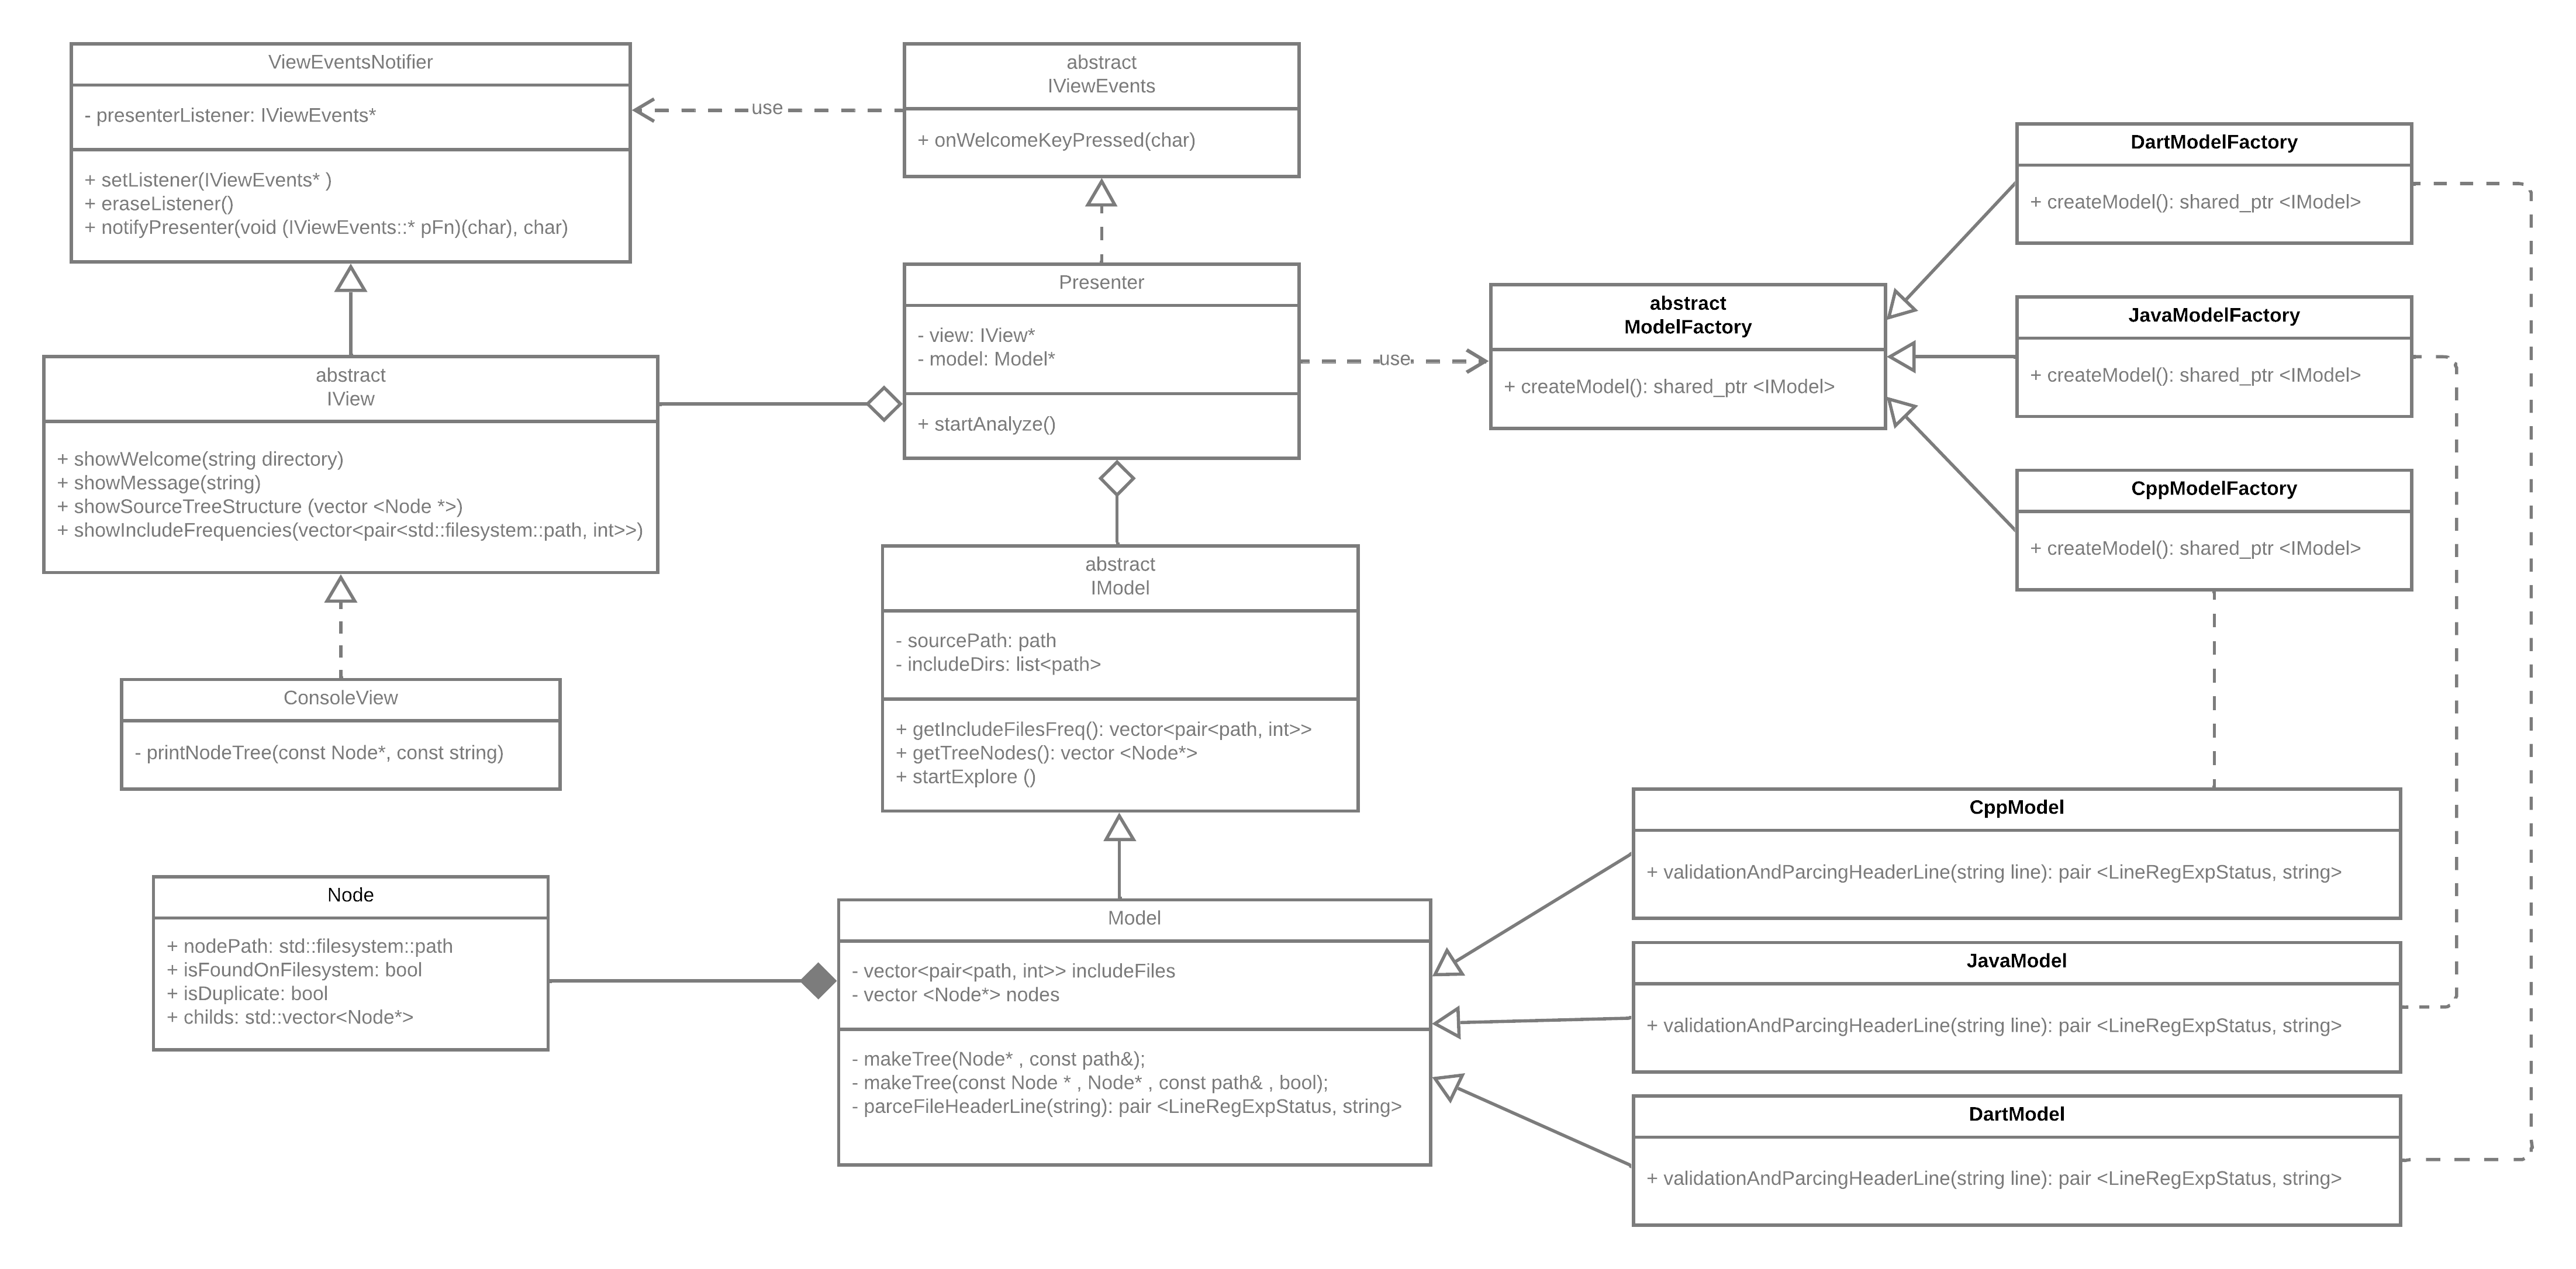 ViewEventsNotifier
- presenterListener: IViewEvents*
+ setListener(IViewEvents* )
+ eraseListener()
+ notifyPresenter(void (IViewEvents::* pFn)(char), char)
use
abstract
IViewEvents
+ onWelcomeKeyPressed(char)
abstract
IView
+ showWelcome(string directory)
+ showMessage(string)
+ showSourceTreeStructure (vector <Node *>)
+ showIncludeFrequencies(vector<pair<std::filesystem::path, int>>)
Presenter
- view: IView*
- model: Model*
+ startAnalyze()
use
abstract
ModelFactory
+ createModel(): shared_ptr <IModel>
DartModelFactory
+ createModel(): shared_ptr <IModel>
JavaModelFactory
+ createModel(): shared_ptr <IModel>
CppModelFactory
+ createModel(): shared_ptr <IModel>
ConsoleView
- printNodeTree(const Node*, const string)
abstract
IModel
- sourcePath: path
- includeDirs: list<path>
+ getIncludeFilesFreq(): vector<pair<path, int>>
+ getTreeNodes(): vector <Node*>
+ startExplore ()
Node
+ nodePath: std::filesystem::path
+ isFoundOnFilesystem: bool
+ isDuplicate: bool
+ childs: std::vector<Node*>
Model
- vector<pair<path, int>> includeFiles
- vector <Node*> nodes
- makeTree(Node* , const path&);
- makeTree(const Node * , Node* , const path& , bool);
- parceFileHeaderLine(string): pair <LineRegExpStatus, string>
CppModel
+ validationAndParcingHeaderLine(string line): pair <LineRegExpStatus, string>
JavaModel
+ validationAndParcingHeaderLine(string line): pair <LineRegExpStatus, string>
DartModel
+ validationAndParcingHeaderLine(string line): pair <LineRegExpStatus, string>